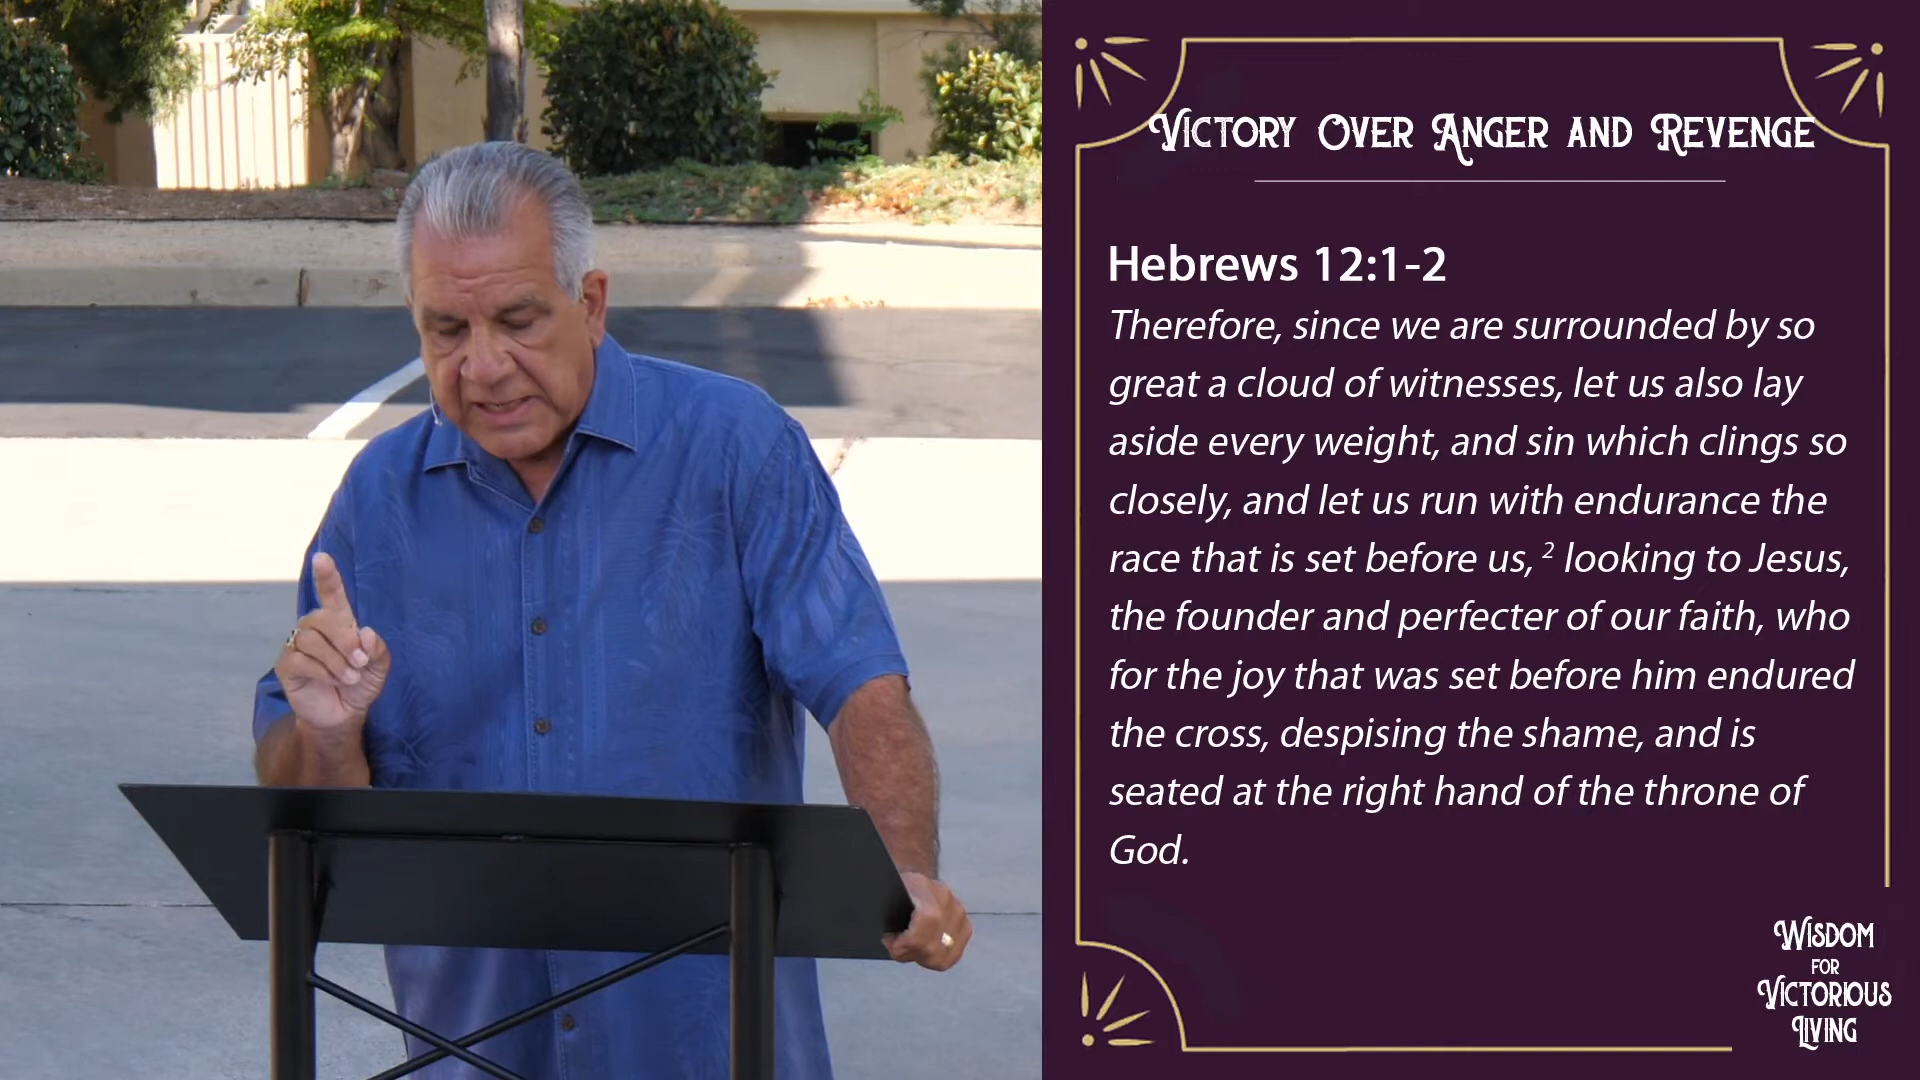 Victory Over Anger and Revenge
Hebrews 12:1-2
Therefore, since we are surrounded by so
great a cloud of witnesses, let us also lay
aside every weight, and sin which clings so
closely, and let us run with endurance the
race that is set before us, ² looking to Jesus,
the founder and perfecter of our faith, who
for the joy that was set before him endured
the cross, despising the shame, and is
seated at the right hand of the throne of
God.
Wisdom
for
Victorious
Living